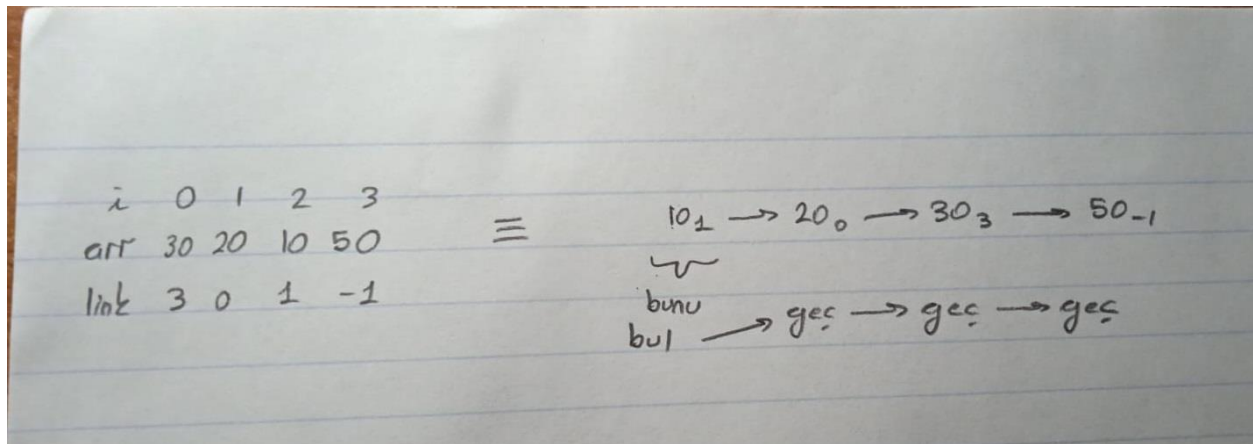 i 0 1 2 3
arr 30 20 10 50
link 3 0 1 -1
≡
10₁ → 20₀ → 30₃ → 50₋₁
bunu
bul → geç → geç → geç